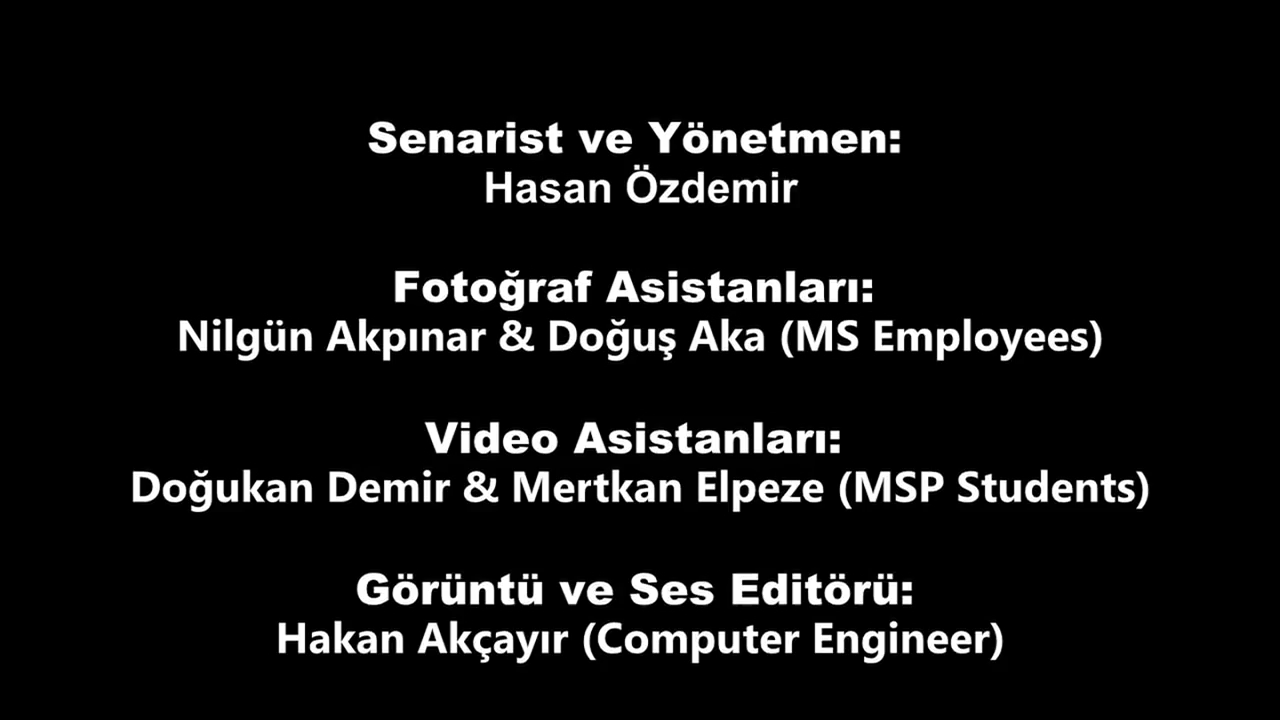 Senarist ve Yönetmen:
Hasan Özdemir
Fotoğraf Asistanları:
Nilgün Akpınar & Doğuş Aka (MS Employees)
Video Asistanları:
Doğukan Demir & Mertkan Elpeze (MSP Students)
Görüntü ve Ses Editörü:
Hakan Akçayır (Computer Engineer)